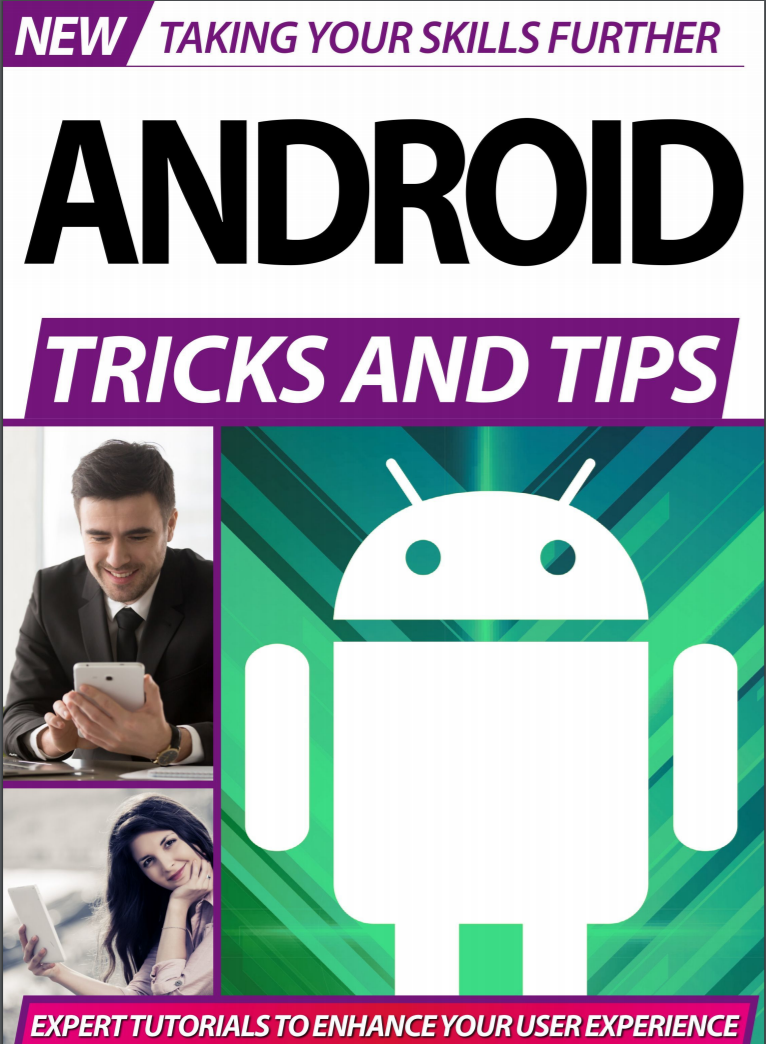 NEW TAKING YOUR SKILLS FURTHER
ANDROID
TRICKS AND TIPS
EXPERT TUTORIALS TO ENHANCE YOUR USER EXPERIENCE